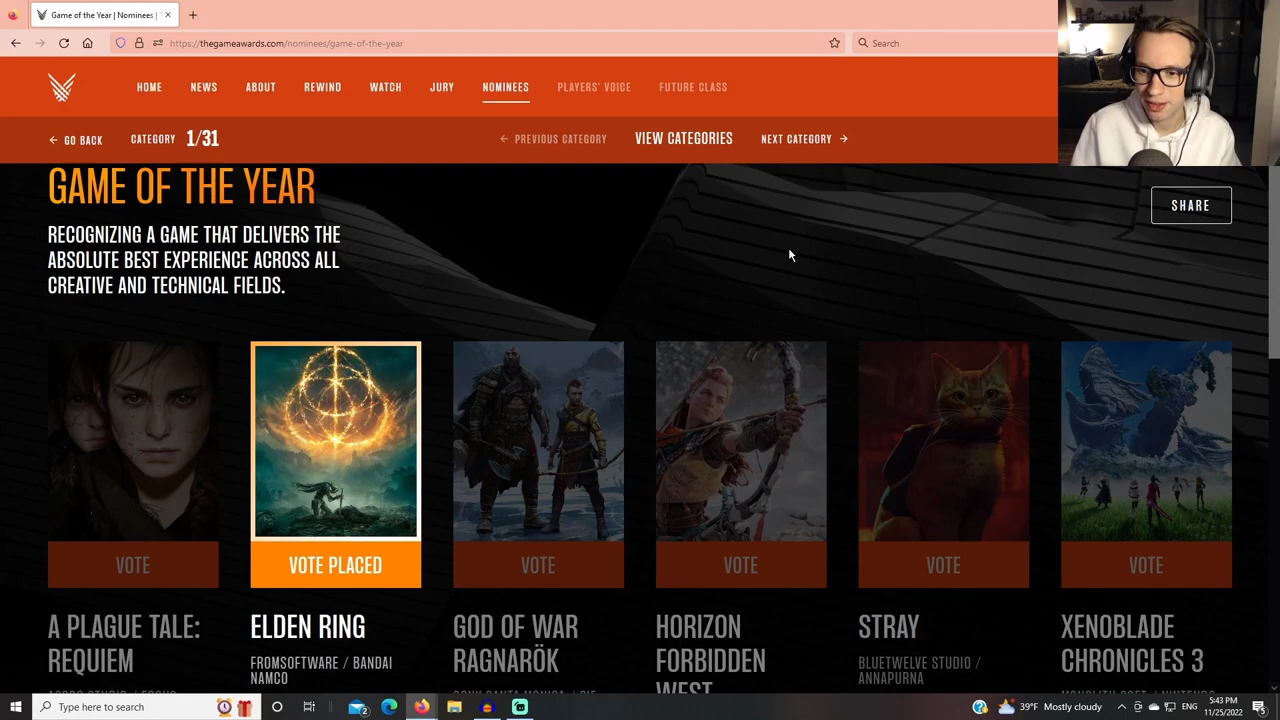 Game of the Year | Nominees |
https://thegameawards.com/nominees/game-of-the-year
Search
HOME
NEWS
ABOUT
REWIND
WATCH
JURY
NOMINEES
PLAYERS' VOICE
FUTURE CLASS
GO BACK
CATEGORY 1/31
PREVIOUS CATEGORY
VIEW CATEGORIES
NEXT CATEGORY
GAME OF THE YEAR
SHARE
RECOGNIZING A GAME THAT DELIVERS THE
ABSOLUTE BEST EXPERIENCE ACROSS ALL
CREATIVE AND TECHNICAL FIELDS.
VOTE
VOTE PLACED
VOTE
VOTE
VOTE
VOTE
A PLAGUE TALE:
REQUIEM
ELDEN RING
FROMSOFTWARE / BANDAI
NAMCO
GOD OF WAR
RAGNARÖK
HORIZON
FORBIDDEN
WEST
STRAY
BLUETWELVE STUDIO /
ANNAPURNA
XENOBLADE
CHRONICLES 3
Type here to search
2
39°F Mostly cloudy
ENG
5:43 PM
11/25/2022
5